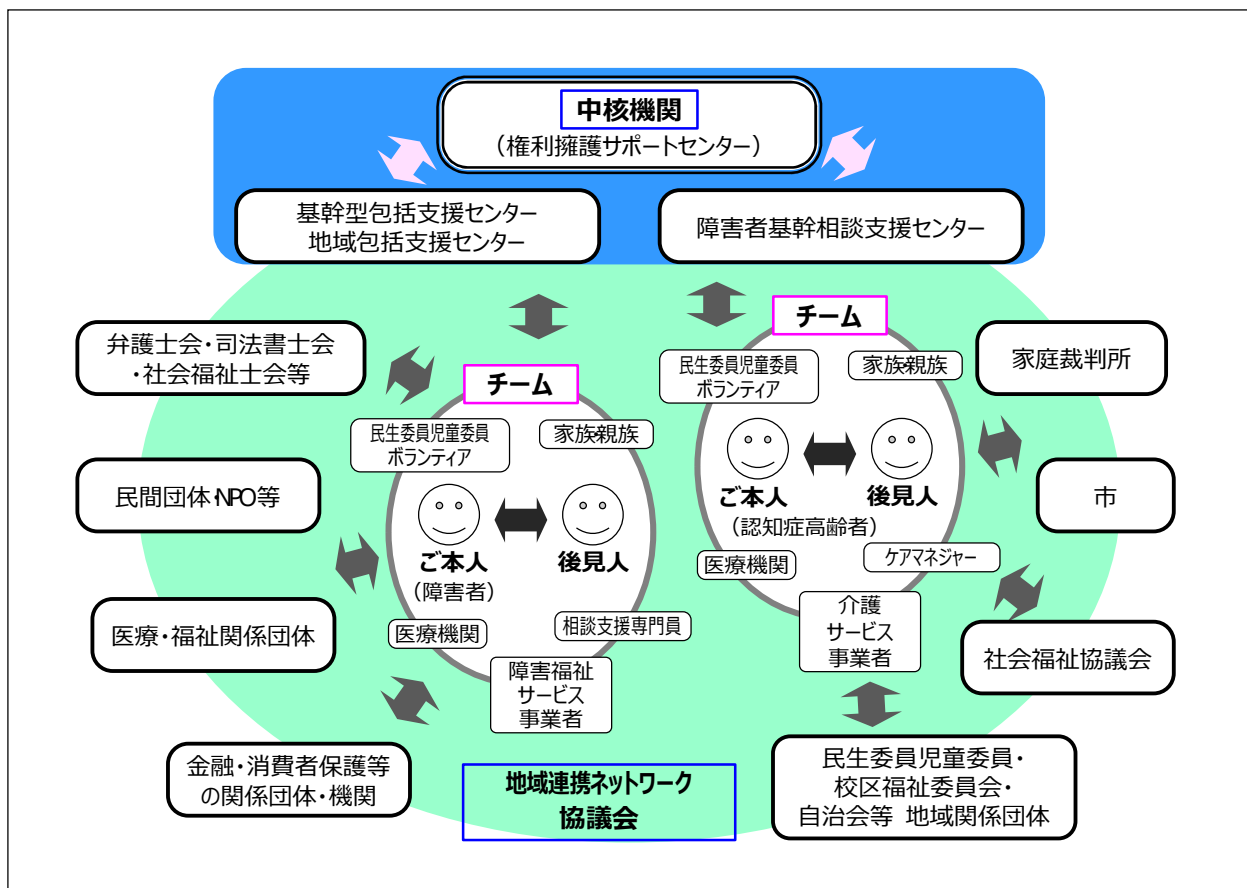 中核機関
（権利擁護サポートセンター）
基幹型包括支援センター
地域包括支援センター
障害者基幹相談支援センター
弁護士会・司法書士会
・社会福祉士会等
民間団体・NPO等
医療・福祉関係団体
金融・消費者保護等
の関係団体・機関
チーム
民生委員児童委員
ボランティア
家族・親族
ご本人
（障害者）
後見人
医療機関
相談支援専門員
障害福祉
サービス
事業者
チーム
民生委員児童委員
ボランティア
家族・親族
ご本人
（認知症高齢者）
後見人
医療機関
ケアマネジャー
介護
サービス
事業者
家庭裁判所
市
社会福祉協議会
民生委員児童委員・
校区福祉委員会・
自治会等 地域関係団体
地域連携ネットワーク
協議会